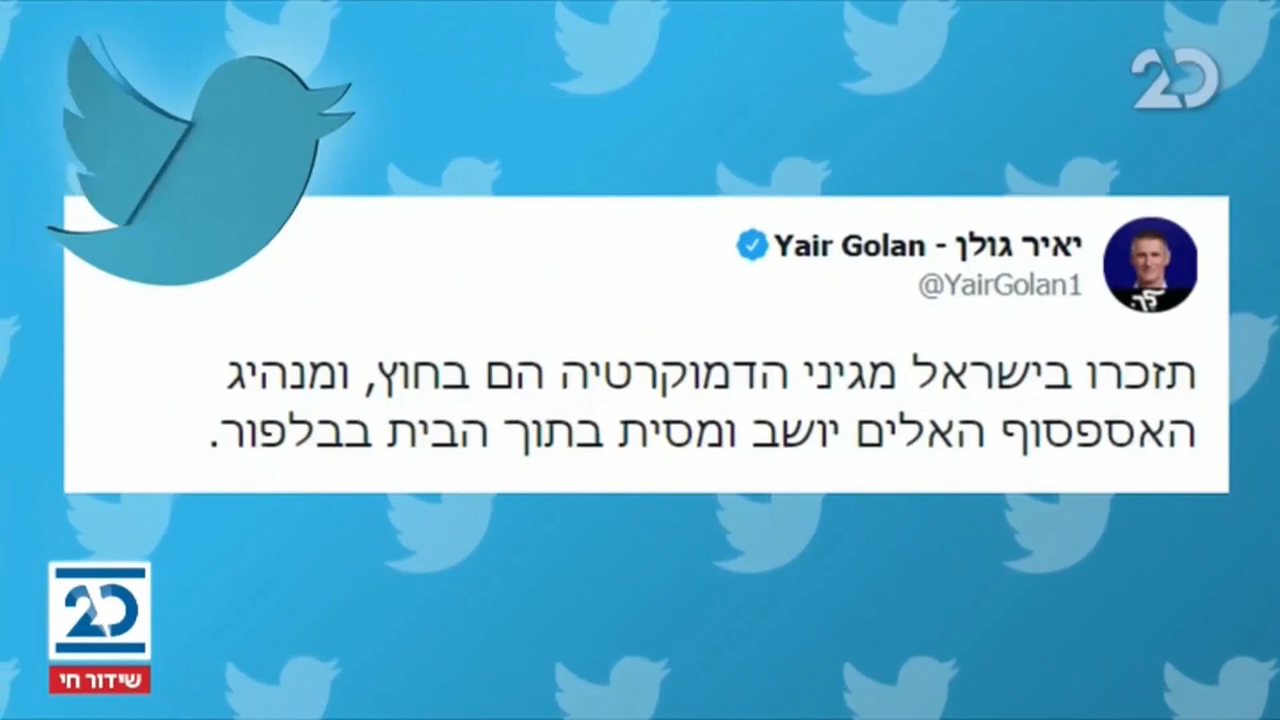 20
יאיר גולן - Yair Golan
@YairGolan1
תזכרו בישראל מגיני הדמוקרטיה הם בחוץ, ומנהיג
האספסוף האלים יושב ומסית בתוך הבית בבלפור.
20
שידור חי